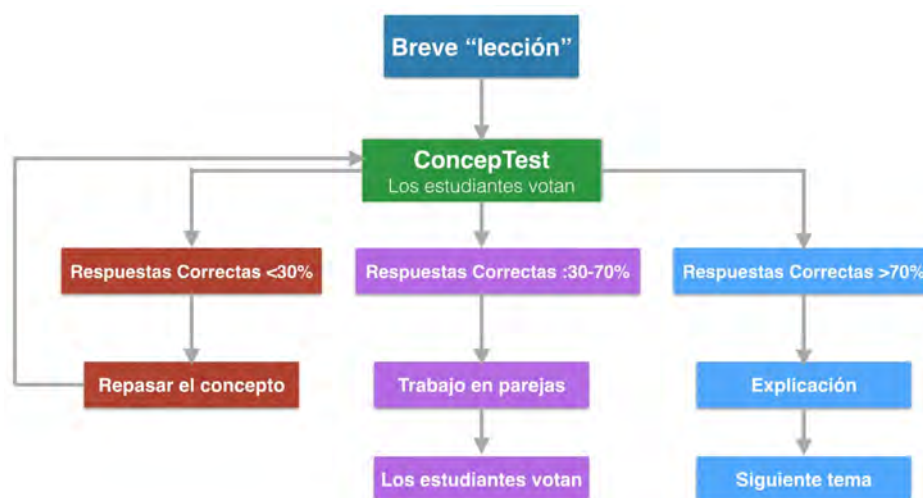 Breve “lección”
ConcepTest
Los estudiantes votan
Respuestas Correctas <30%
Respuestas Correctas :30-70%
Respuestas Correctas >70%
Repasar el concepto
Trabajo en parejas
Explicación
Los estudiantes votan
Siguiente tema